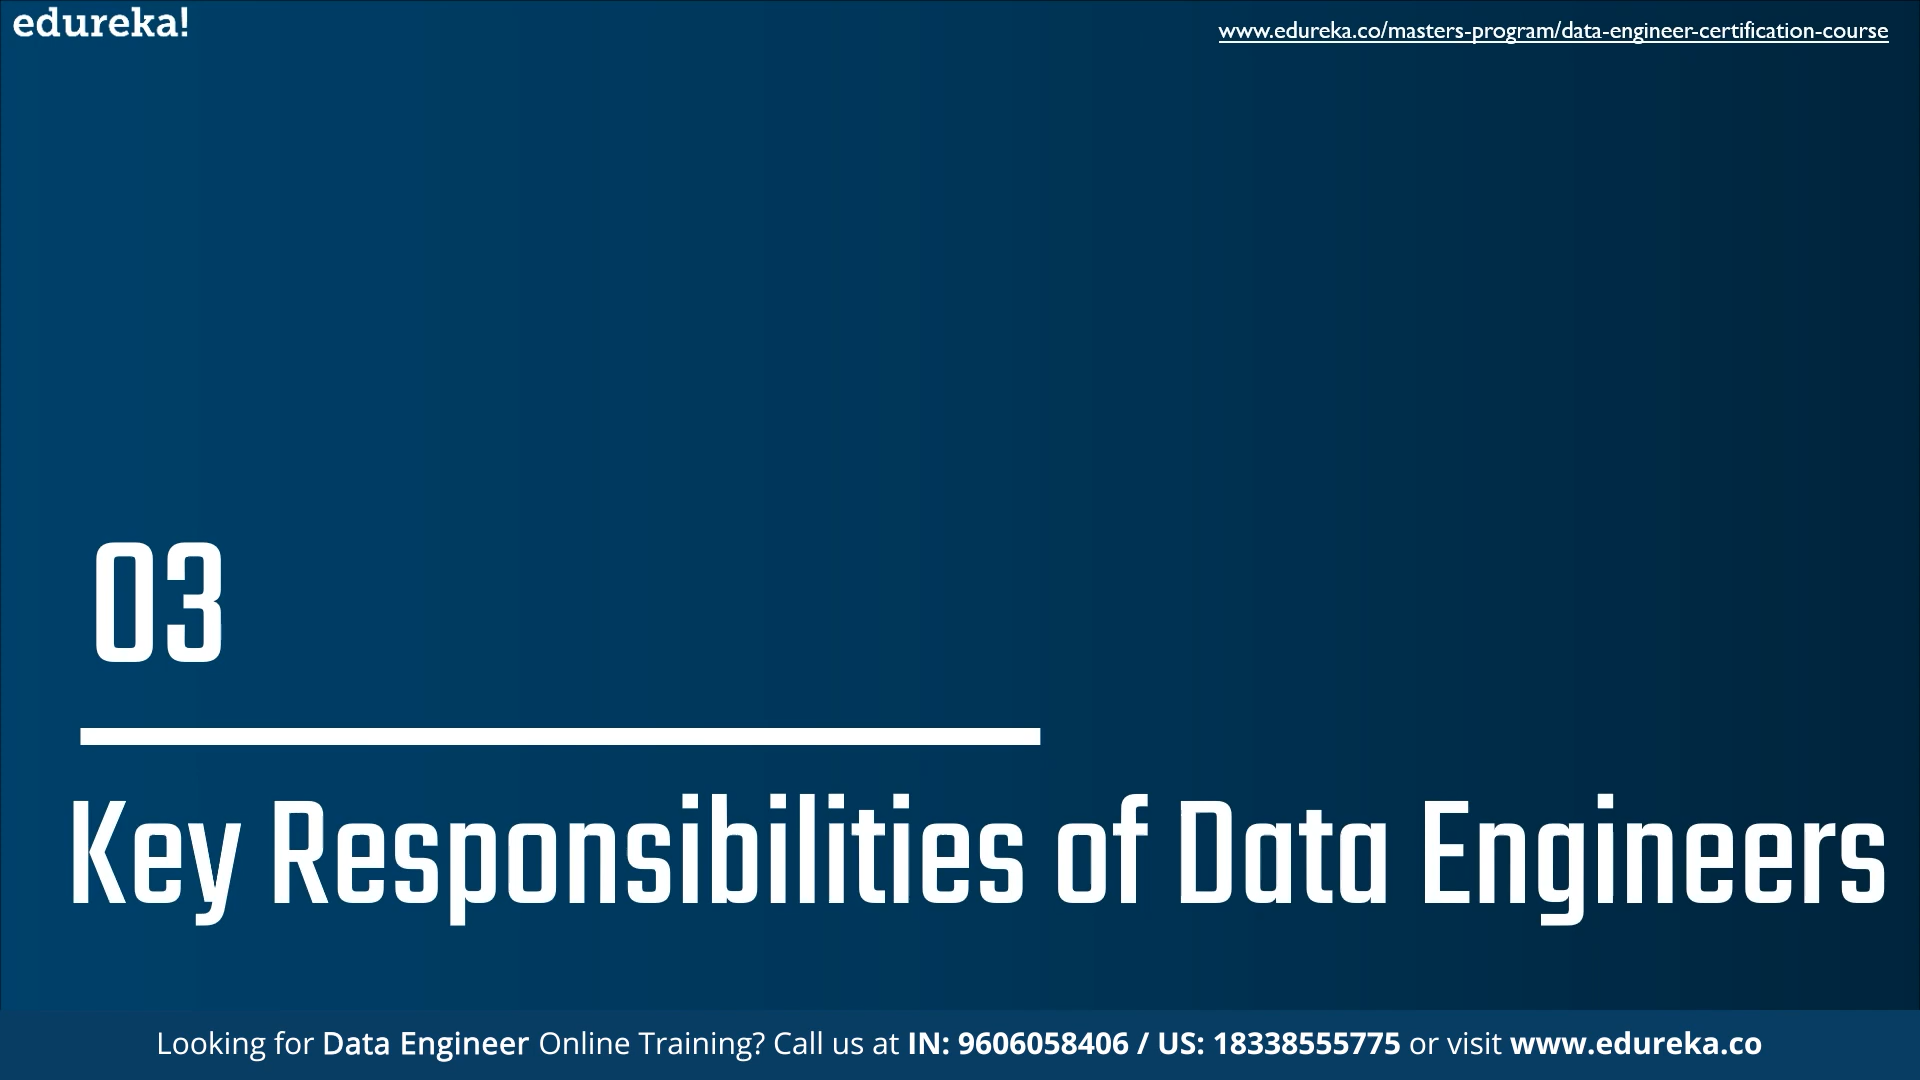 edureka!
www.edureka.co/masters-program/data-engineer-certification-course
03
Key Responsibilities of Data Engineers
Looking for Data Engineer Online Training? Call us at IN: 9606058406 / US: 18338555775 or visit www.edureka.co